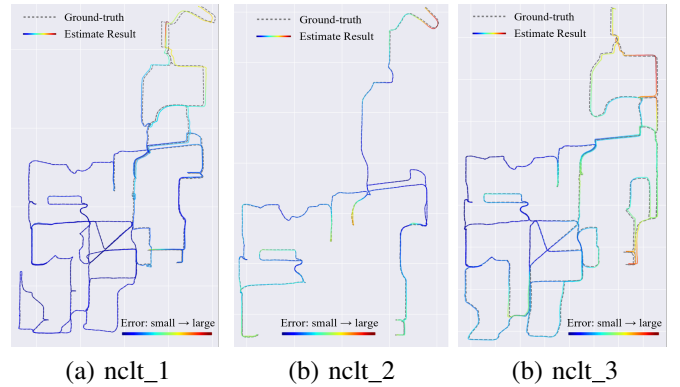 Ground-truth
Estimate Result
Error: small → large
(a) nclt_1
Ground-truth
Estimate Result
Error: small → large
(b) nclt_2
Ground-truth
Estimate Result
Error: small → large
(b) nclt_3